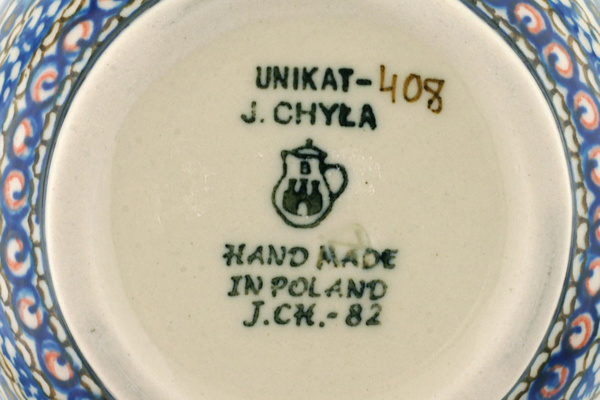 UNIKAT-408
J. CHYŁA
B
HAND MADE
IN POLAND
J.CH.-82